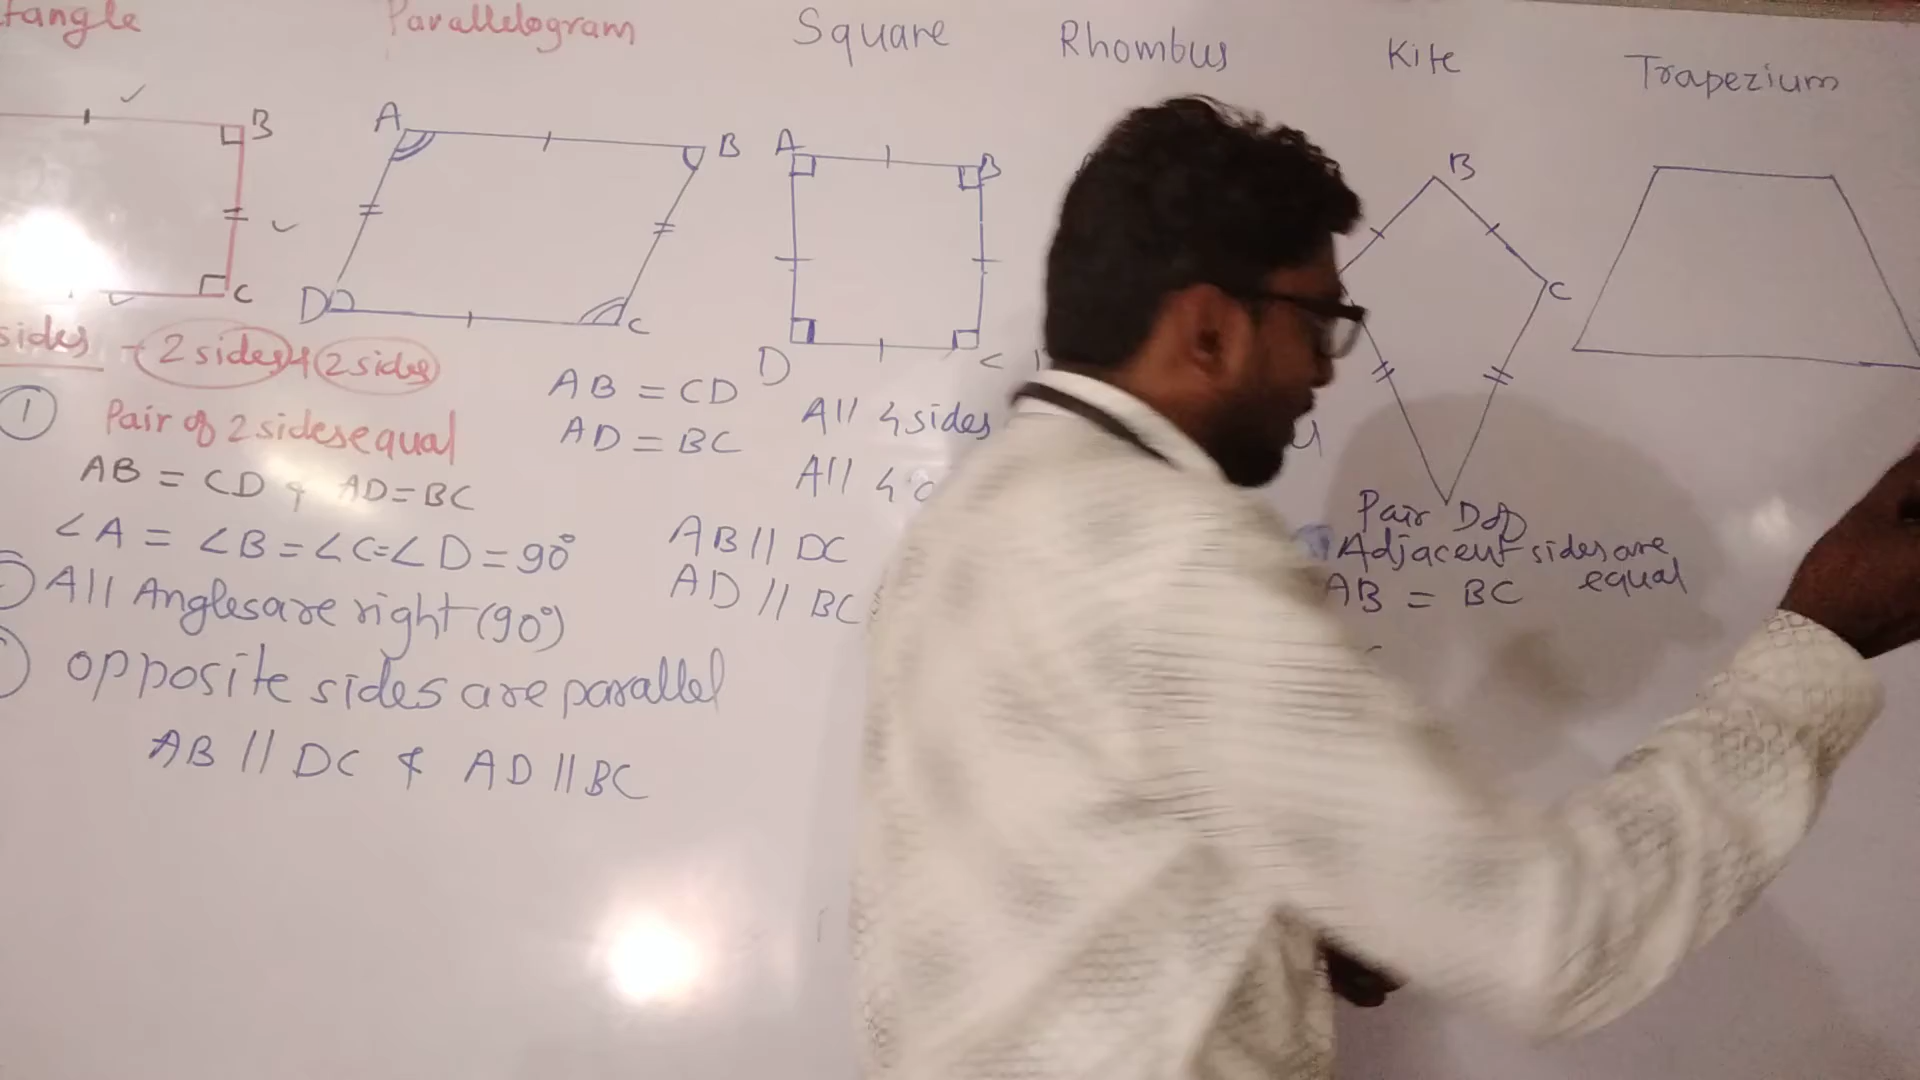 Parallelogram
Square
Rhombus
Kite
Trapezium
B
C
A
B
D
C
A
B
D
C
B
C
D
sides - 2 sides + 2 sides
1 Pair of 2 sides equal
AB = CD & AD = BC
∠A = ∠B = ∠C = ∠D = 90°
All Angles are right (90°)
opposite sides are parallel
AB // DC & AD // BC
AB = CD
AD = BC
AB // DC
AD // BC
All 4 sides
All 4
Pair of
Adjacent sides are
equal
AB = BC